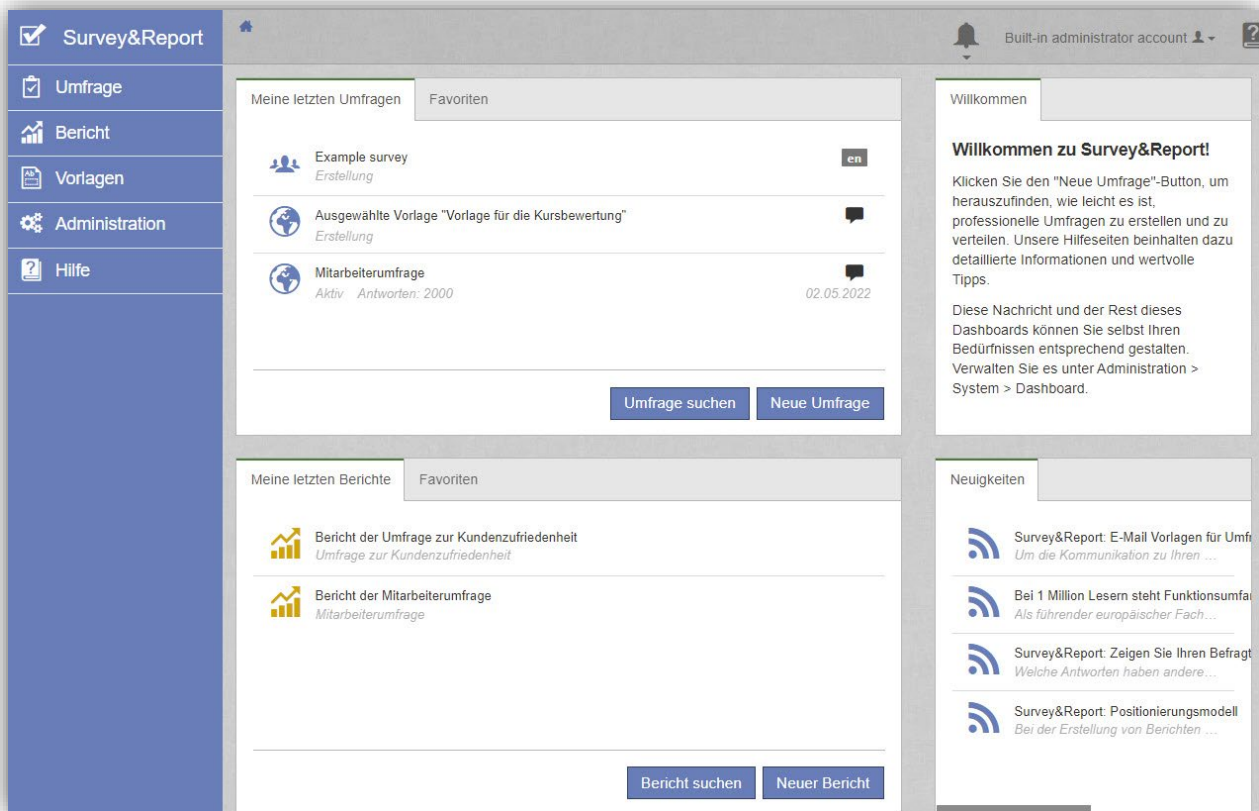 Survey&Report
Built-in administrator account
Umfrage
Bericht
Vorlagen
Administration
Hilfe
Meine letzten Umfragen
Favoriten
Example survey
en
Erstellung
Ausgewählte Vorlage "Vorlage für die Kursbewertung"
Erstellung
Mitarbeiterumfrage
Aktiv Antworten: 2000
02.05.2022
Umfrage suchen
Neue Umfrage
Willkommen
Willkommen zu Survey&Report!
Klicken Sie den "Neue Umfrage"-Button, um
herauszufinden, wie leicht es ist,
professionelle Umfragen zu erstellen und zu
verteilen. Unsere Hilfeseiten beinhalten dazu
detaillierte Informationen und wertvolle
Tipps.
Diese Nachricht und der Rest dieses
Dashboards können Sie selbst Ihren
Bedürfnissen entsprechend gestalten.
Verwalten Sie es unter Administration >
System > Dashboard.
Meine letzten Berichte
Favoriten
Bericht der Umfrage zur Kundenzufriedenheit
Umfrage zur Kundenzufriedenheit
Bericht der Mitarbeiterumfrage
Mitarbeiterumfrage
Bericht suchen
Neuer Bericht
Neuigkeiten
Survey&Report: E-Mail Vorlagen für
Um die Kommunikation zu Ihren ...
Bei 1 Million Lesern steht
Als führender europäischer Fach...
Survey&Report: Zeigen Sie Ihren
Welche Antworten haben andere...
Survey&Report: Positionierungsmodell
Bei der Erstellung von Berichten ...